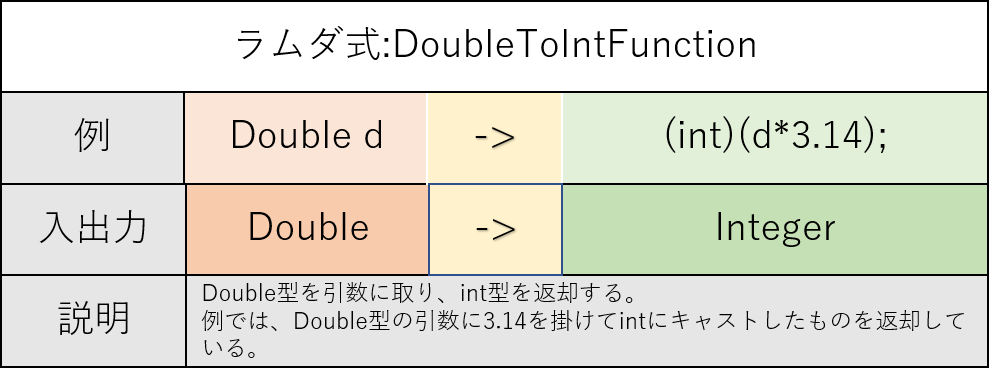 ラムダ式:DoubleToIntFunction
例 Double d -> (int)(d*3.14);
入出力 Double -> Integer
説明
Double型を引数に取り、int型を返却する。
例では、Double型の引数に3.14を掛けてintにキャストしたものを返却して
いる。